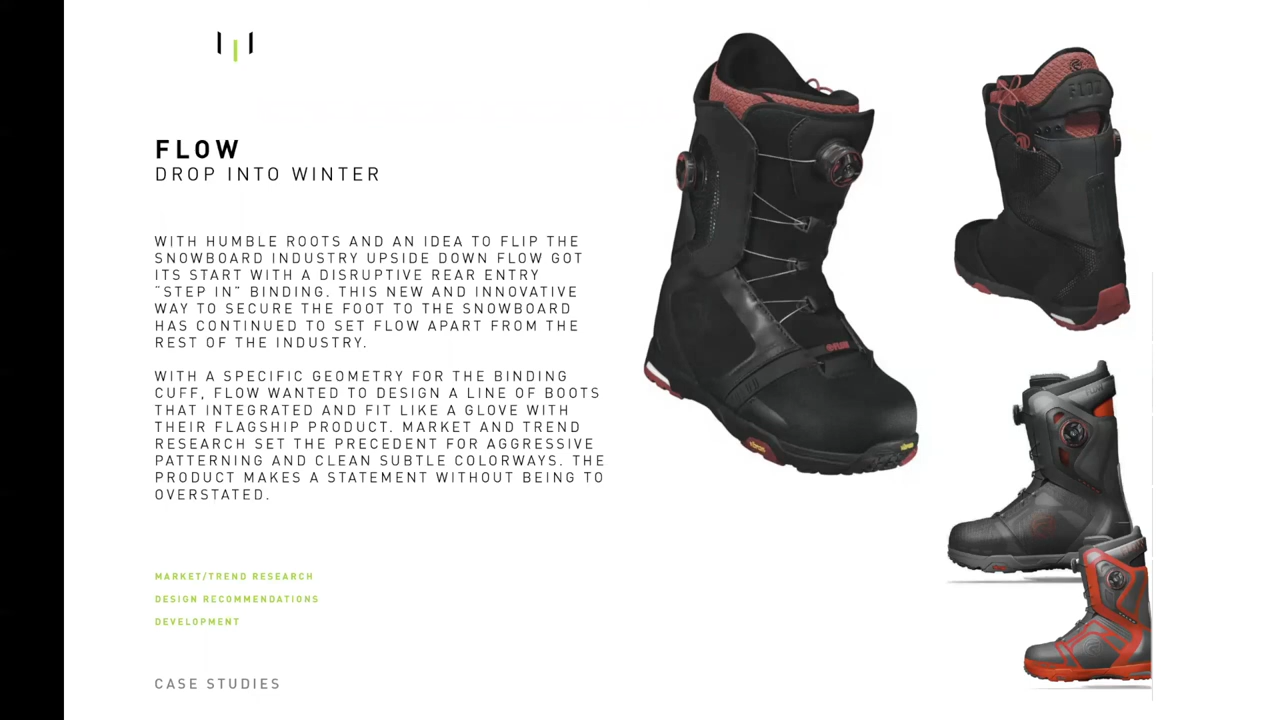 FLOW
DROP INTO WINTER
WITH HUMBLE ROOTS AND AN IDEA TO FLIP THE
SNOWBOARD INDUSTRY UPSIDE DOWN FLOW GOT
ITS START WITH A DISRUPTIVE REAR ENTRY
"STEP IN" BINDING. THIS NEW AND INNOVATIVE
WAY TO SECURE THE FOOT TO THE SNOWBOARD
HAS CONTINUED TO SET FLOW APART FROM THE
REST OF THE INDUSTRY.
WITH A SPECIFIC GEOMETRY FOR THE BINDING
CUFF, FLOW WANTED TO DESIGN A LINE OF BOOTS
THAT INTEGRATED AND FIT LIKE A GLOVE WITH
THEIR FLAGSHIP PRODUCT. MARKET AND TREND
RESEARCH SET THE PRECEDENT FOR AGGRESSIVE
PATTERNING AND CLEAN SUBTLE COLORWAYS. THE
PRODUCT MAKES A STATEMENT WITHOUT BEING TO
OVERSTATED.
MARKET/TREND RESEARCH
DESIGN RECOMMENDATIONS
DEVELOPMENT
CASE STUDIES